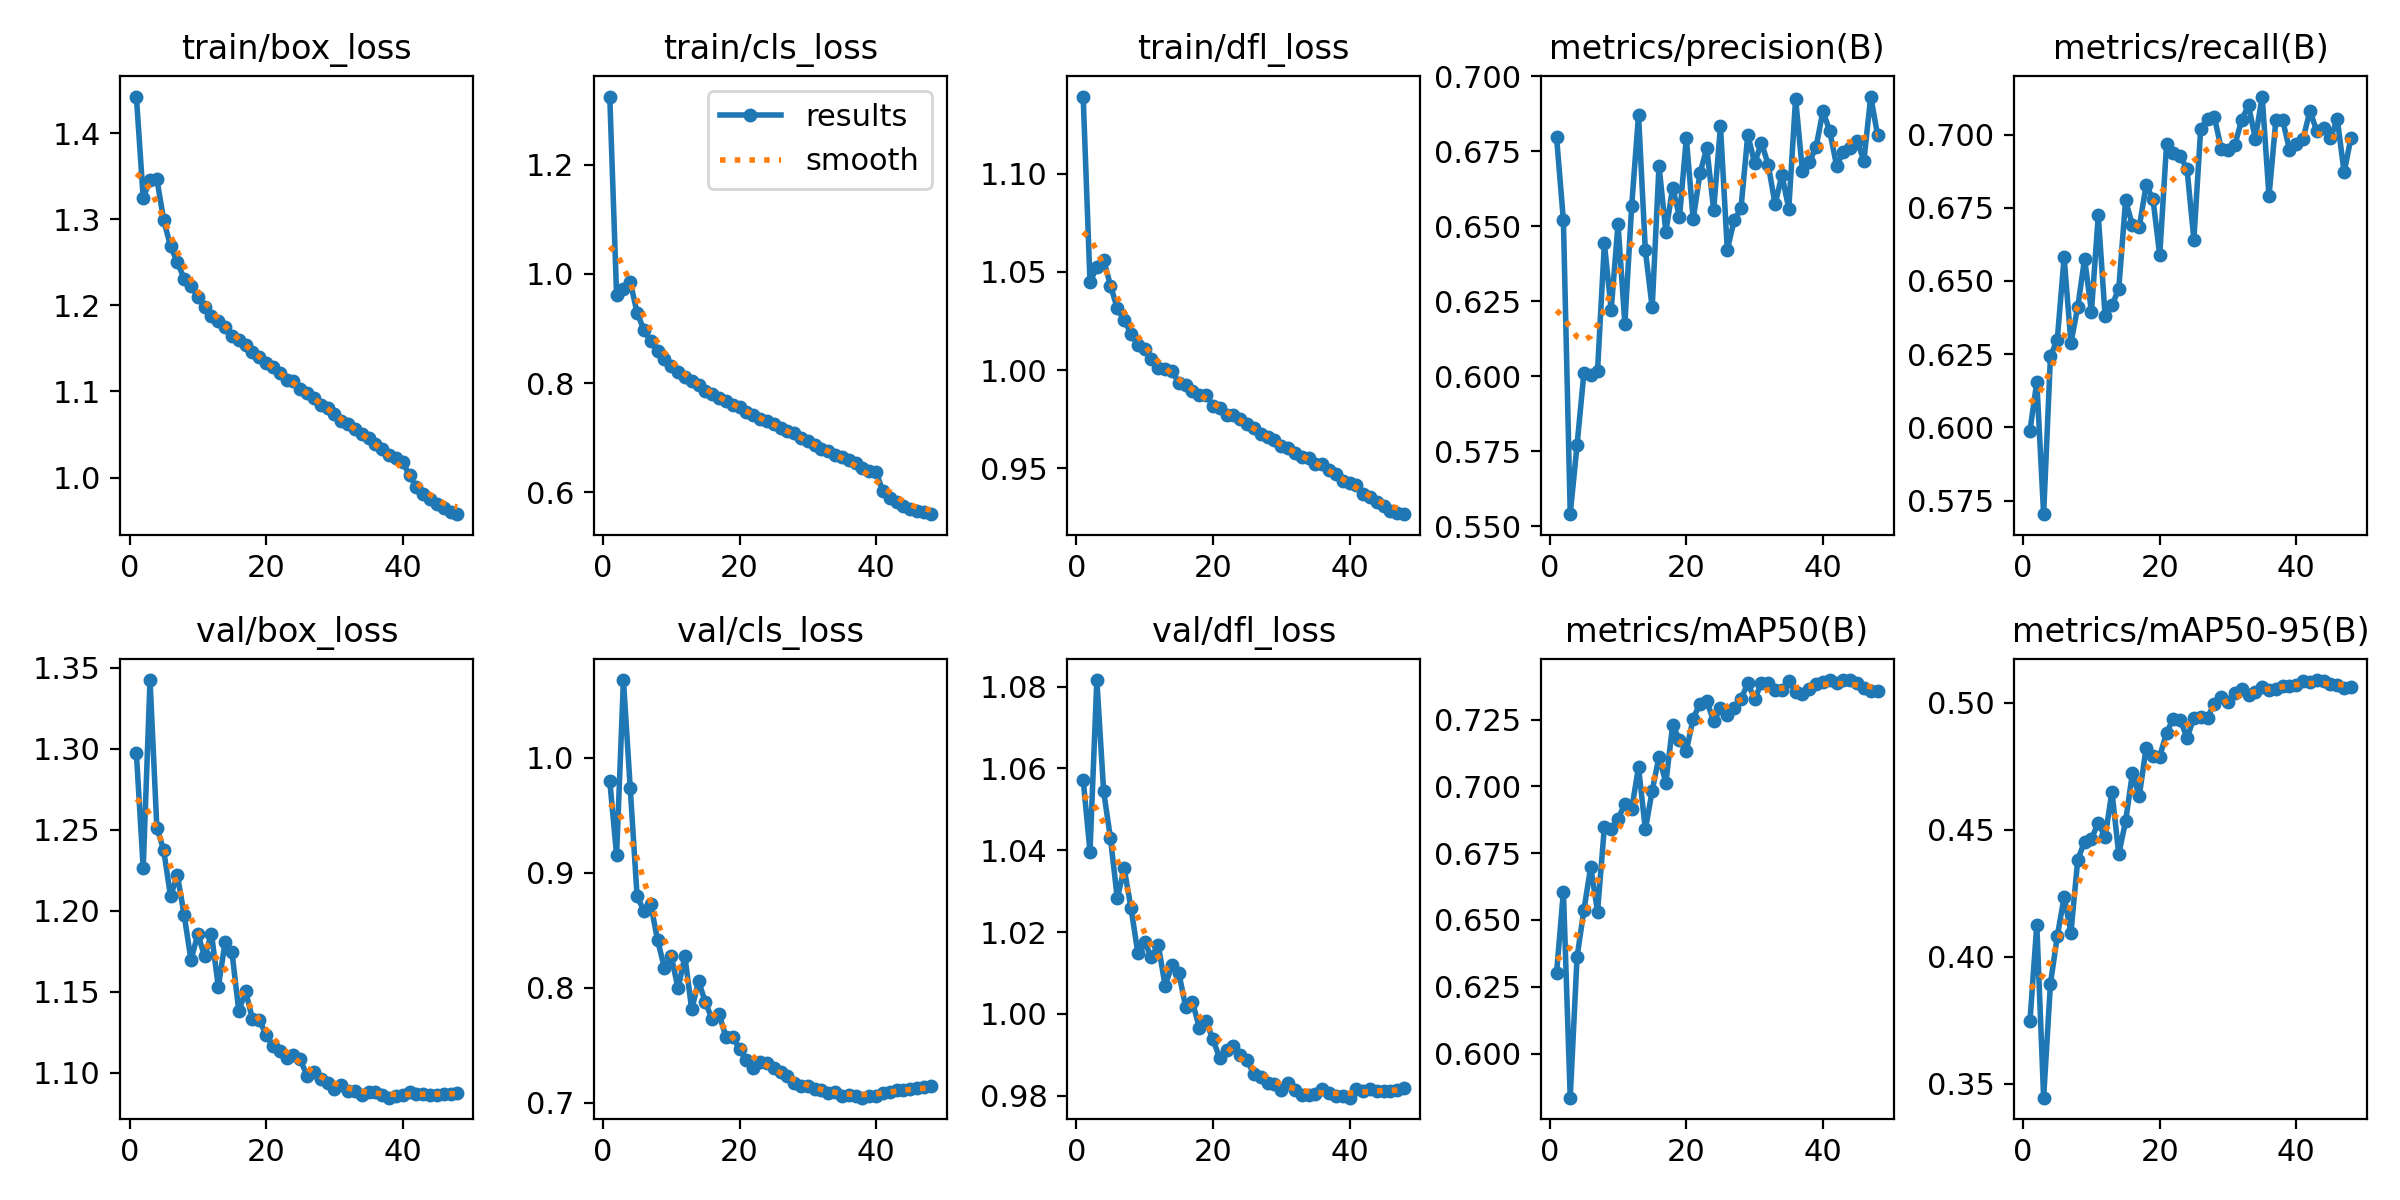 train/box_loss
1.4
1.3
1.2
1.1
1.0
0 20 40
train/cls_loss
results
smooth
1.2
1.0
0.8
0.6
0 20 40
train/dfl_loss
1.10
1.05
1.00
0.95
0 20 40
metrics/precision(B)
0.700
0.675
0.650
0.625
0.600
0.575
0.550
0 20 40
metrics/recall(B)
0.700
0.675
0.650
0.625
0.600
0.575
0 20 40
val/box_loss
1.35
1.30
1.25
1.20
1.15
1.10
0 20 40
val/cls_loss
1.0
0.9
0.8
0.7
0 20 40
val/dfl_loss
1.08
1.06
1.04
1.02
1.00
0.98
0 20 40
metrics/mAP50(B)
0.725
0.700
0.675
0.650
0.625
0.600
0 20 40
metrics/mAP50-95(B)
0.50
0.45
0.40
0.35
0 20 40